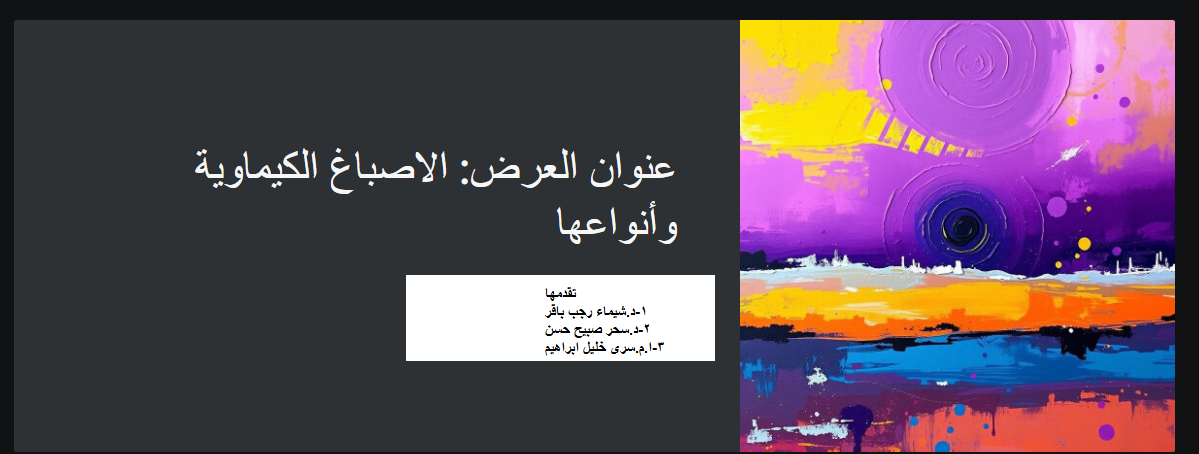 عنوان العرض: الاصباغ الكيماوية
وأنواعها
تقدمها
١-د.شيماء رجب باقر
٢-د.سحر صبيح حسن
٣-ا.م.سرى خليل ابراهيم